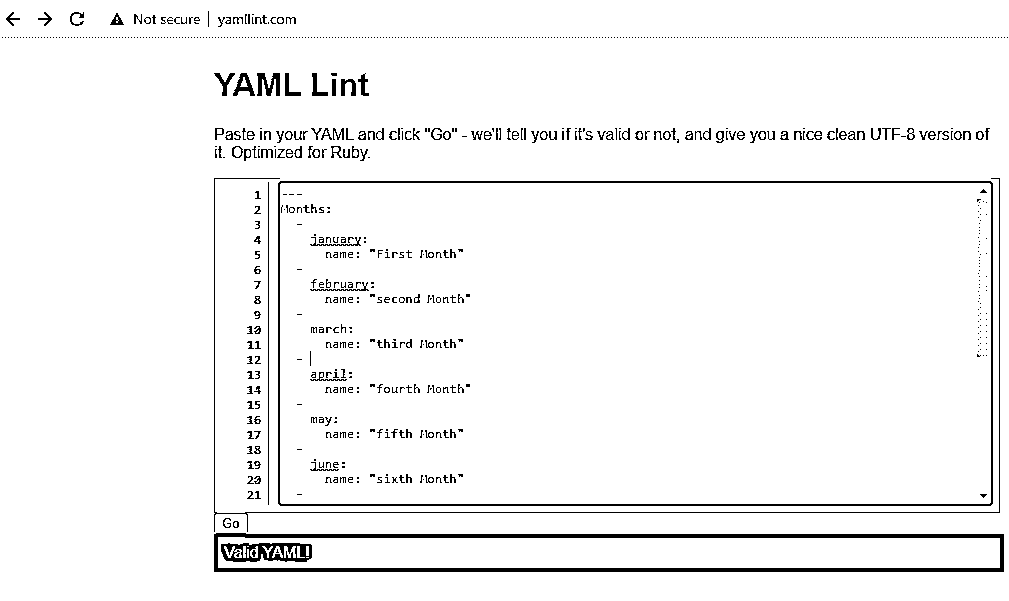 Not secure | yamllint.com
YAML Lint
Paste in your YAML and click "Go" - we'll tell you if it's valid or not, and give you a nice clean UTF-8 version of
it. Optimized for Ruby.
1 ---
2 Months:
3   -
4     january:
5       name: "First Month"
6   -
7     february:
8       name: "second Month"
9   -
10     march:
11       name: "third Month"
12   -
13     april:
14       name: "fourth Month"
15   -
16     may:
17       name: "fifth Month"
18   -
19     june:
20       name: "sixth Month"
21   -
Go
Valid YAML!